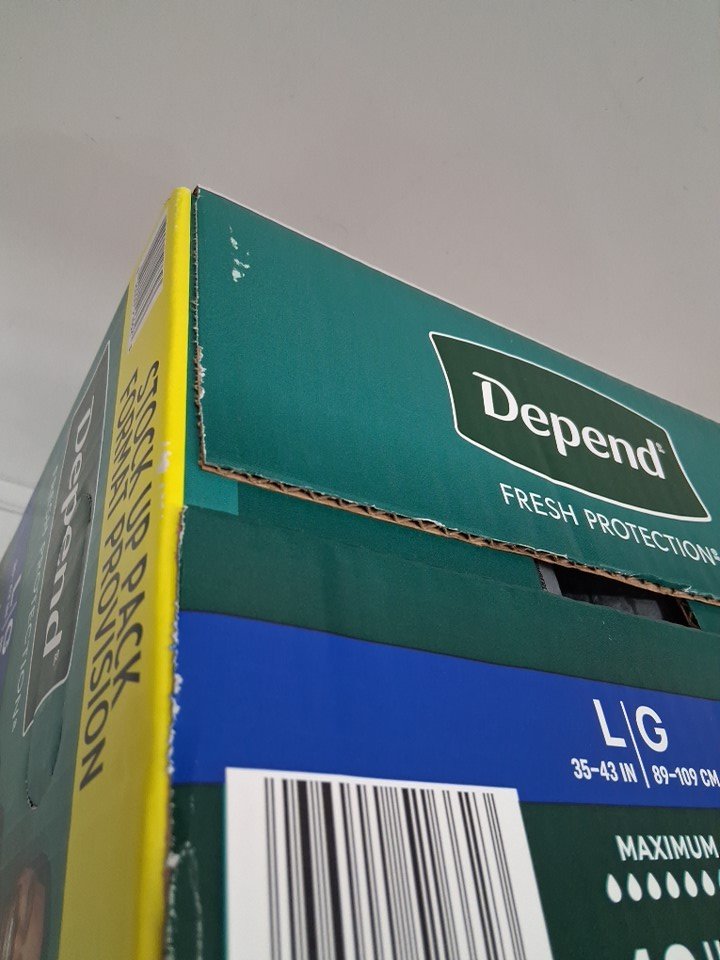 Depend®
FRESH PROTECTION®
STOCK UP PACK
FORMAT PROVISION
Depend®
L|G
35–43 IN | 89–109 CM
MAXIMUM